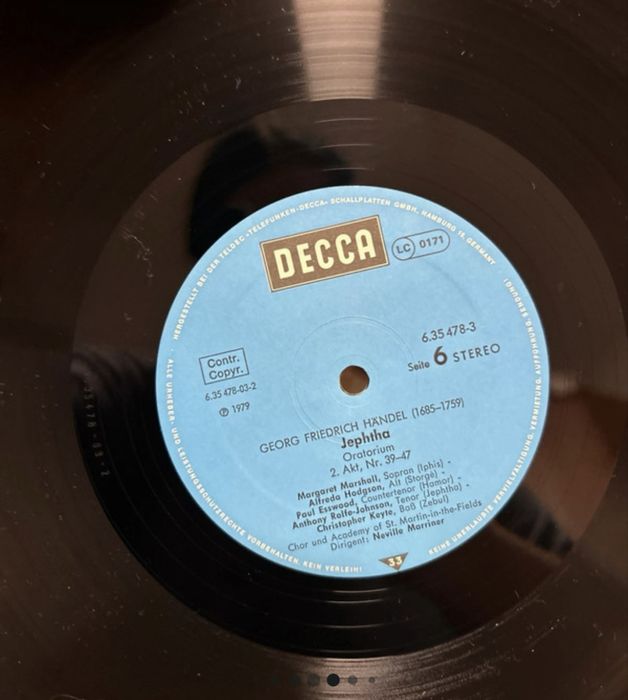 HERGESTELLT BEI DER TELDEC »TELEFUNKEN-DECCA« SCHALLPLATTEN GMBH, HAMBURG 19, GERMANY
DECCA
LC 0171
6.35 478-3
Contr.
Copyr.
Seite 6 STEREO
6.35 478-03-2
℗ 1979
GEORG FRIEDRICH HÄNDEL (1685–1759)
Jephtha
Oratorium
2. Akt, Nr. 39–47
Margaret Marshall, Sopran (Iphis) -
Alfreda Hodgson, Alt (Storge) -
Paul Esswood, Countertenor (Hamor) -
Anthony Rolfe-Johnson, Tenor (Jephtha) -
Christopher Keyte, Baß (Zebul)
Chor und Academy of St. Martin-in-the-Fields
Dirigent: Neville Marriner
33
ALLE URHEBER- UND LEISTUNGSSCHUTZRECHTE VORBEHALTEN. KEIN VERLEIH!
KEINE UNERLAUBTE VERVIELFÄLTIGUNG, VERMIETUNG, AUFFÜHRUNG, SENDUNG!